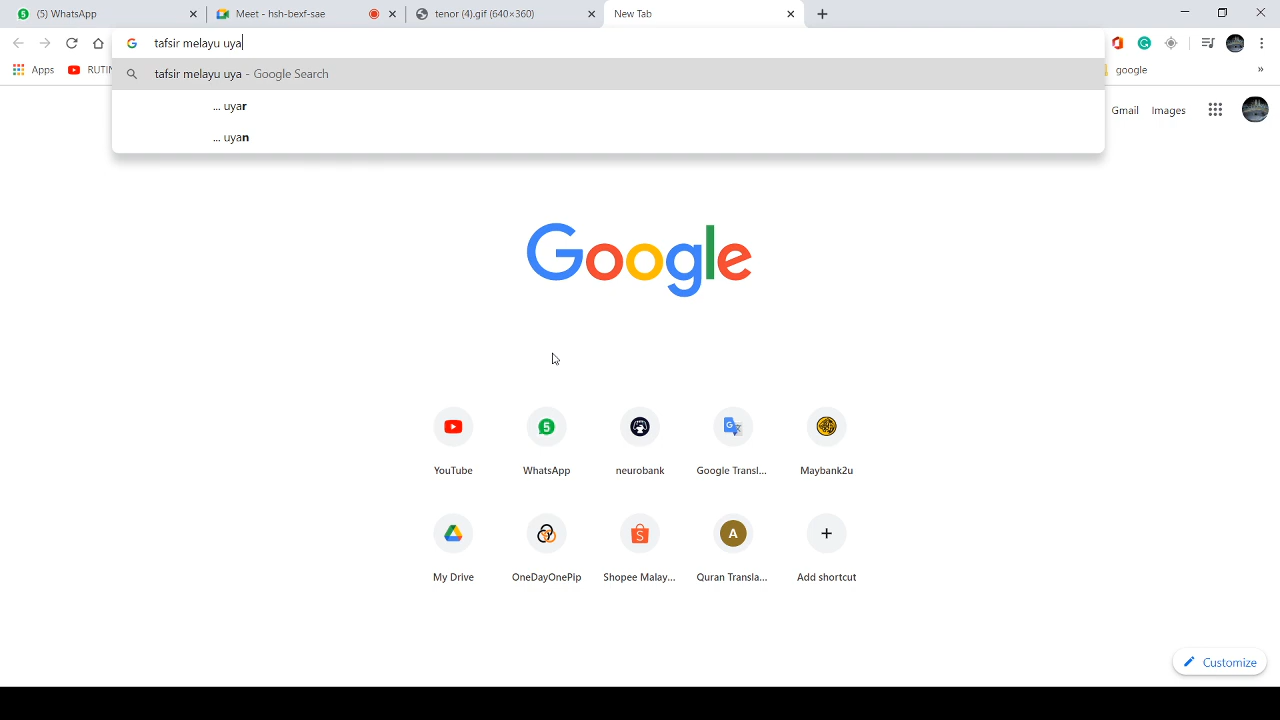 (5) WhatsApp
Meet - hsh-bexf-sae
tenor (4).gif (640×360)
New Tab
tafsir melayu uya
Apps
RUTIN
google
»
tafsir melayu uya - Google Search
... uyar
... uyan
Gmail
Images
Google
YouTube
WhatsApp
neurobank
Google Transl...
Maybank2u
My Drive
OneDayOnePip
Shopee Malay...
Quran Transla...
Add shortcut
Customize